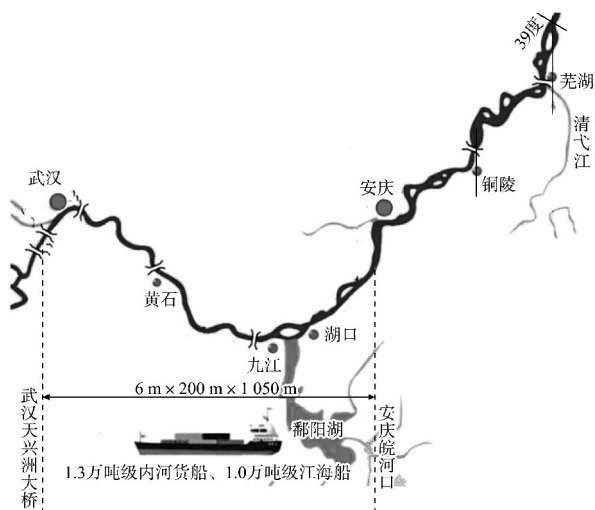 39度
芜湖
清弋江
武汉
安庆
铜陵
黄石
湖口
九江
6 m×200 m×1 050 m
武汉天兴洲大桥
安庆皖河口
鄱阳湖
1.3万吨级内河货船、1.0万吨级江海船